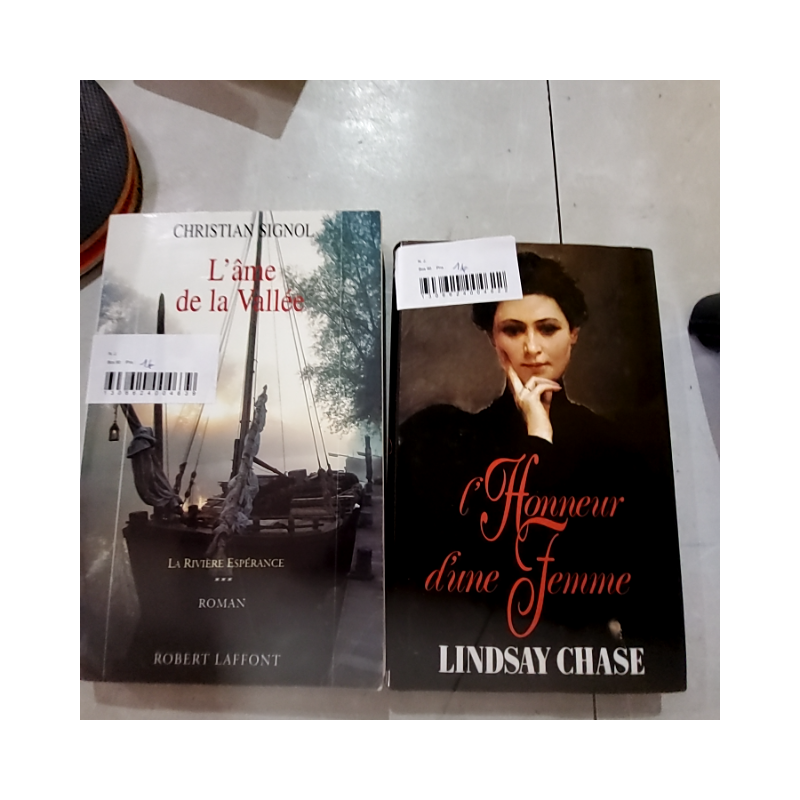 CHRISTIAN SIGNOL
L'âme
de la Vallée
LA RIVIÈRE ESPÉRANCE
***
ROMAN
ROBERT LAFFONT
l'Honneur
d'une Femme
LINDSAY CHASE